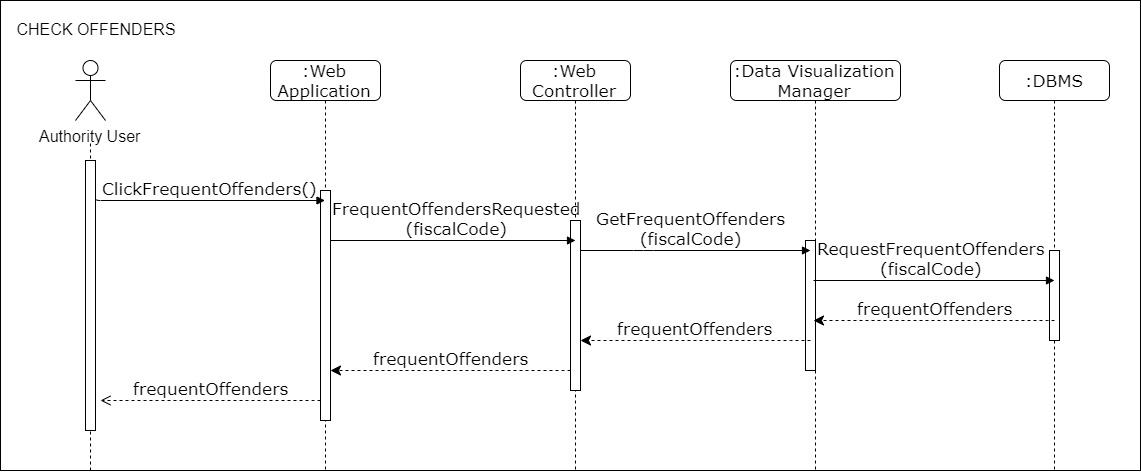 CHECK OFFENDERS
:Web
Application
:Web
Controller
:Data Visualization
Manager
:DBMS
Authority User
ClickFrequentOffenders()
FrequentOffendersRequested
(fiscalCode)
GetFrequentOffenders
(fiscalCode)
RequestFrequentOffenders
(fiscalCode)
frequentOffenders
frequentOffenders
frequentOffenders
frequentOffenders